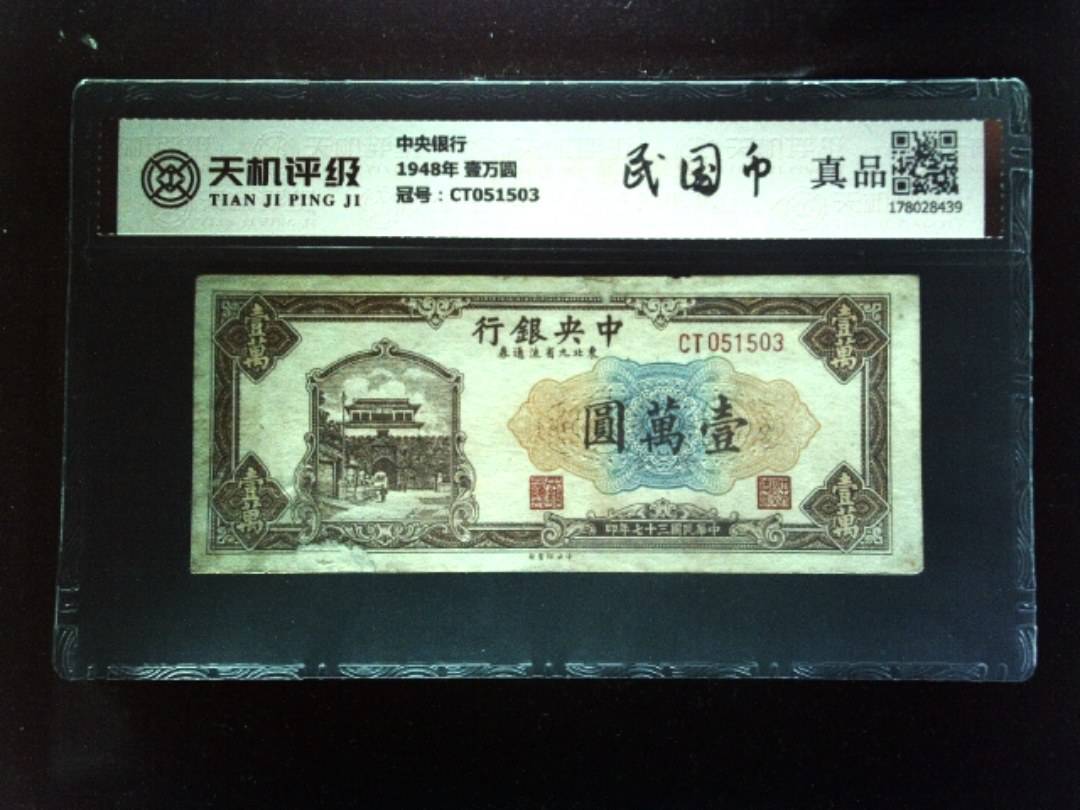 天机评级
TIAN JI PING JI
中央银行
1948年 壹万圆
冠号：CT051503
民国币
真品
178028439
中央銀行
東北九省流通券
CT051503
壹萬
壹萬
壹萬圓
壹萬
壹萬
中華民國三十七年印